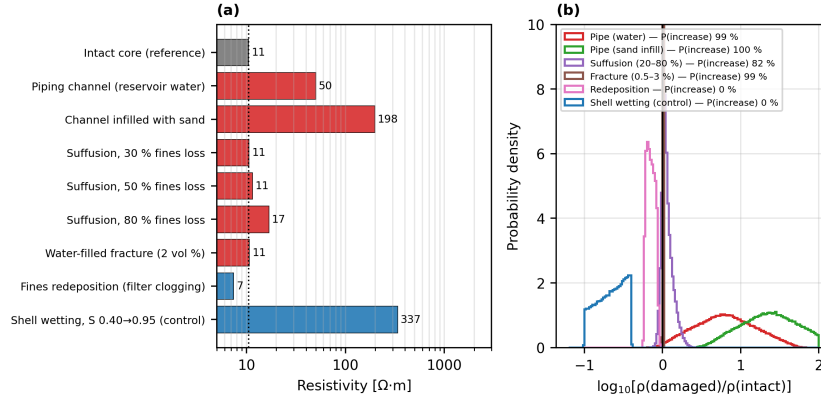 (a)
Intact core (reference)
11
Piping channel (reservoir water)
50
Channel infilled with sand
198
Suffusion, 30 % fines loss
11
Suffusion, 50 % fines loss
11
Suffusion, 80 % fines loss
17
Water-filled fracture (2 vol %)
11
Fines redeposition (filter clogging)
7
Shell wetting, S 0.40→0.95 (control)
337
10
100
1000
Resistivity [Ω·m]
(b)
Probability density
10
8
6
4
2
0
Pipe (water) — P(increase) 99 %
Pipe (sand infill) — P(increase) 100 %
Suffusion (20–80 %) — P(increase) 82 %
Fracture (0.5–3 %) — P(increase) 99 %
Redeposition — P(increase) 0 %
Shell wetting (control) — P(increase) 0 %
−1
0
1
2
log₁₀[ρ(damaged)/ρ(intact)]